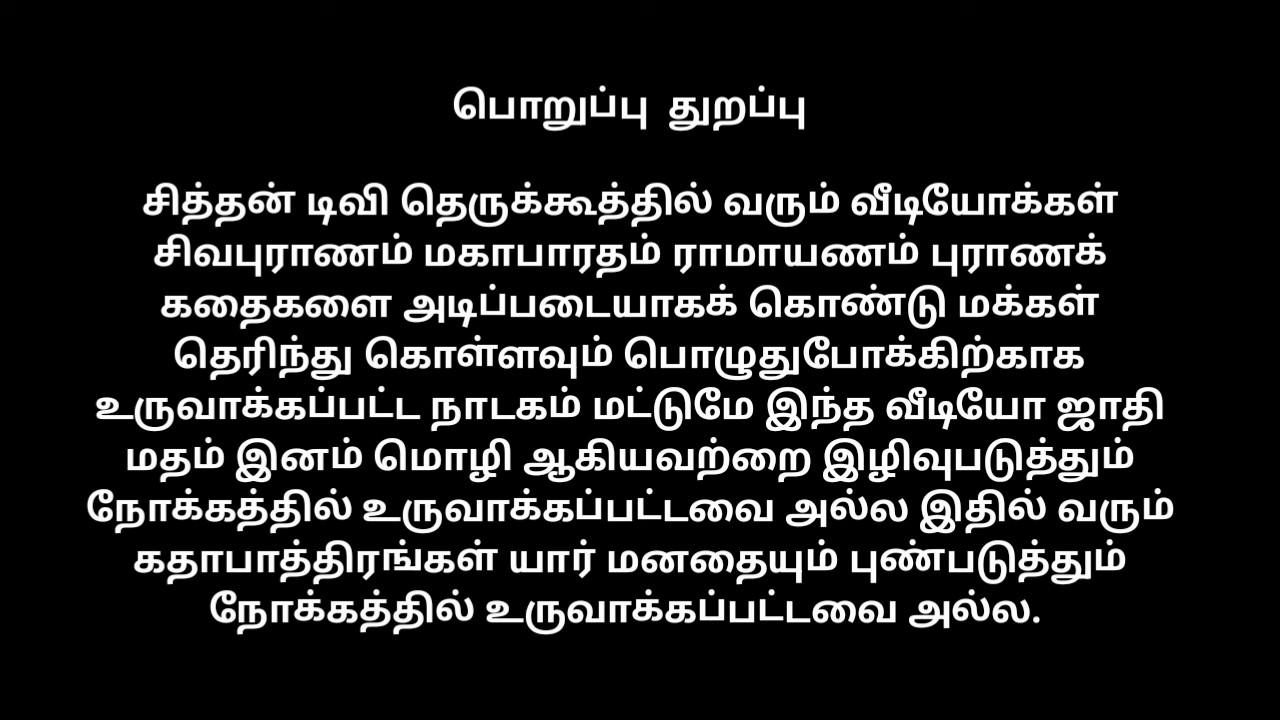 பொறுப்பு துறப்பு
சித்தன் டிவி தெருக்கூத்தில் வரும் வீடியோக்கள்
சிவபுராணம் மகாபாரதம் ராமாயணம் புராணக்
கதைகளை அடிப்படையாகக் கொண்டு மக்கள்
தெரிந்து கொள்ளவும் பொழுதுபோக்கிற்காக
உருவாக்கப்பட்ட நாடகம் மட்டுமே இந்த வீடியோ ஜாதி
மதம் இனம் மொழி ஆகியவற்றை இழிவுபடுத்தும்
நோக்கத்தில் உருவாக்கப்பட்டவை அல்ல இதில் வரும்
கதாபாத்திரங்கள் யார் மனதையும் புண்படுத்தும்
நோக்கத்தில் உருவாக்கப்பட்டவை அல்ல.